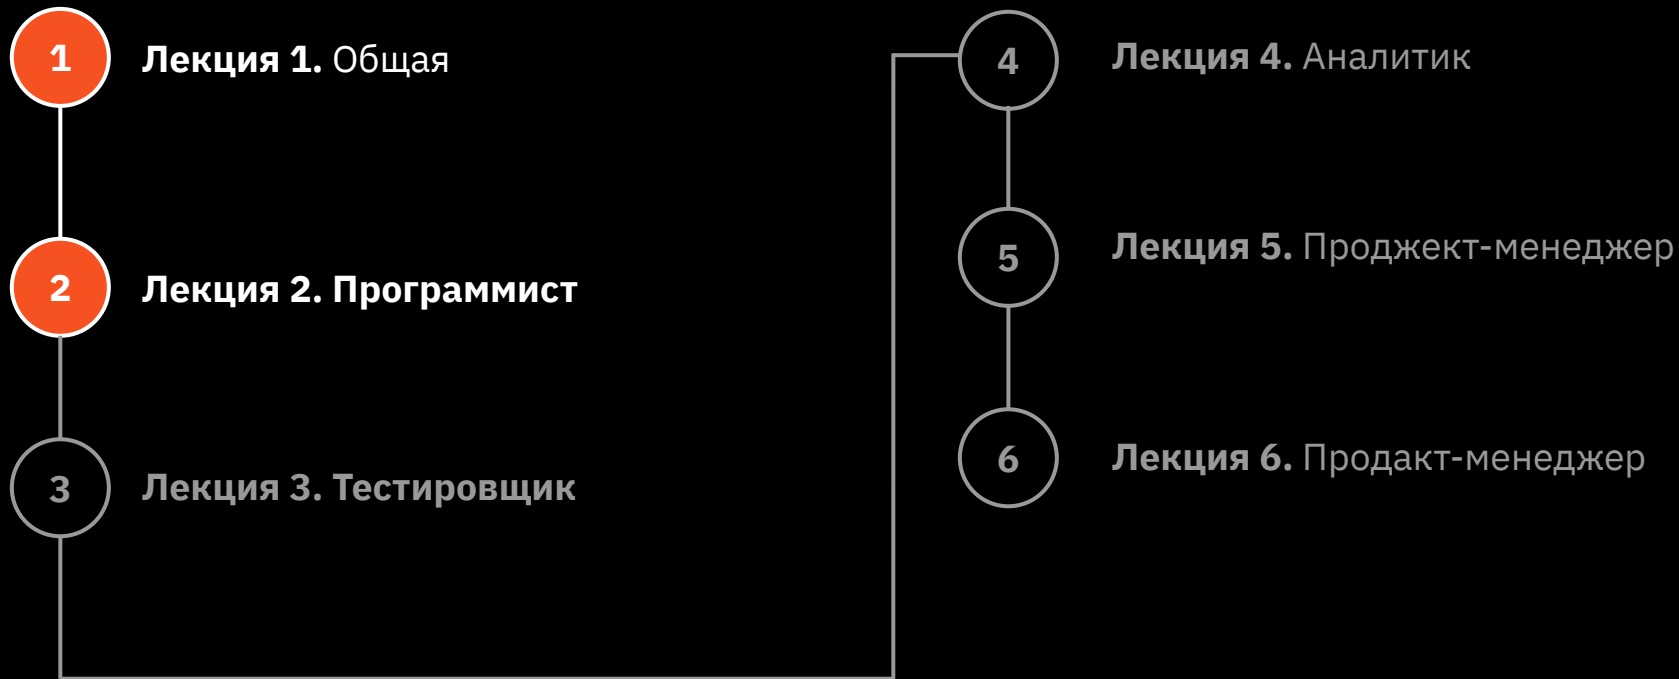 1
Лекция 1. Общая
2
Лекция 2. Программист
3
Лекция 3. Тестировщик
4
Лекция 4. Аналитик
5
Лекция 5. Проджект-менеджер
6
Лекция 6. Продакт-менеджер